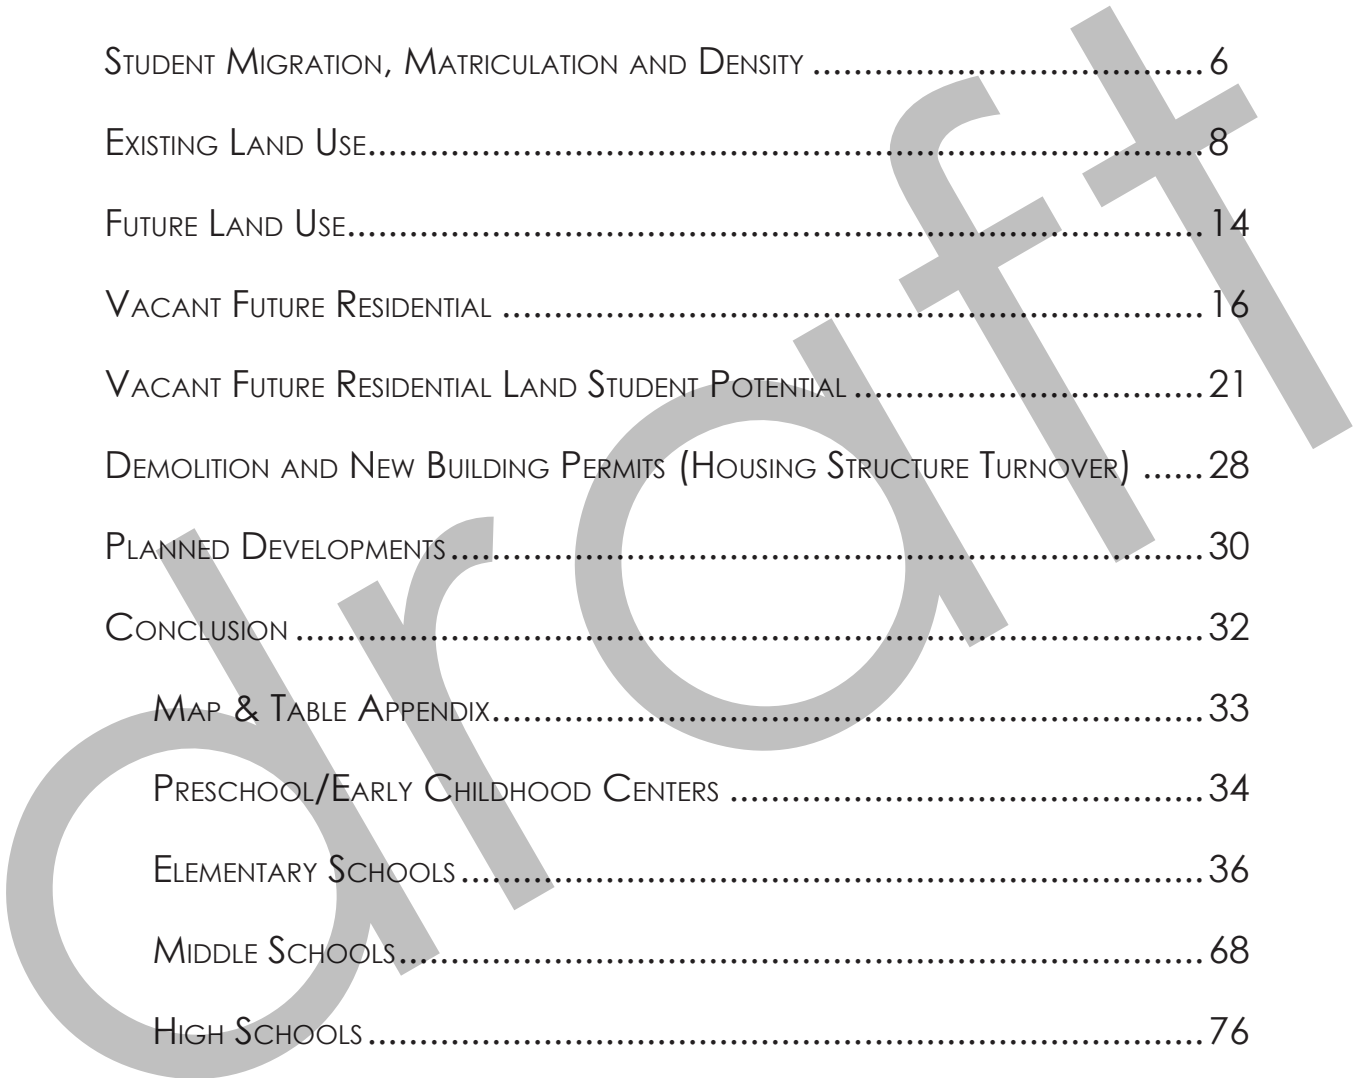 Student Migration, Matriculation and Density ..................................... 6
Existing Land Use................................................................................ 8
Future Land Use................................................................................. 14
Vacant Future Residential .................................................................. 16
Vacant Future Residential Land Student Potential ................................. 21
Demolition and New Building Permits (Housing Structure Turnover) ...... 28
Planned Developments....................................................................... 30
Conclusion ...................................................................................... 32
Map & Table Appendix................................................................... 33
Preschool/Early Childhood Centers ............................................. 34
Elementary Schools ...................................................................... 36
Middle Schools............................................................................ 68
High Schools ............................................................................... 76
draft